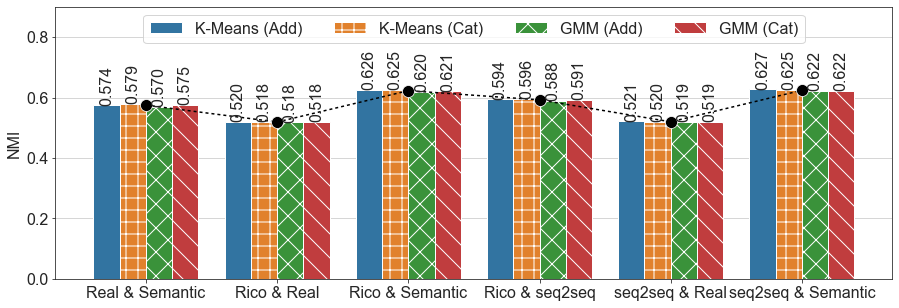 K-Means (Add) K-Means (Cat) GMM (Add) GMM (Cat)
NMI
0.8
0.6
0.4
0.2
0.0
0.574 0.579 0.570 0.575
0.520 0.518 0.518 0.518
0.626 0.625 0.620 0.621
0.594 0.596 0.588 0.591
0.521 0.520 0.519 0.519
0.627 0.625 0.622 0.622
Real & Semantic Rico & Real Rico & Semantic Rico & seq2seq seq2seq & Real seq2seq & Semantic